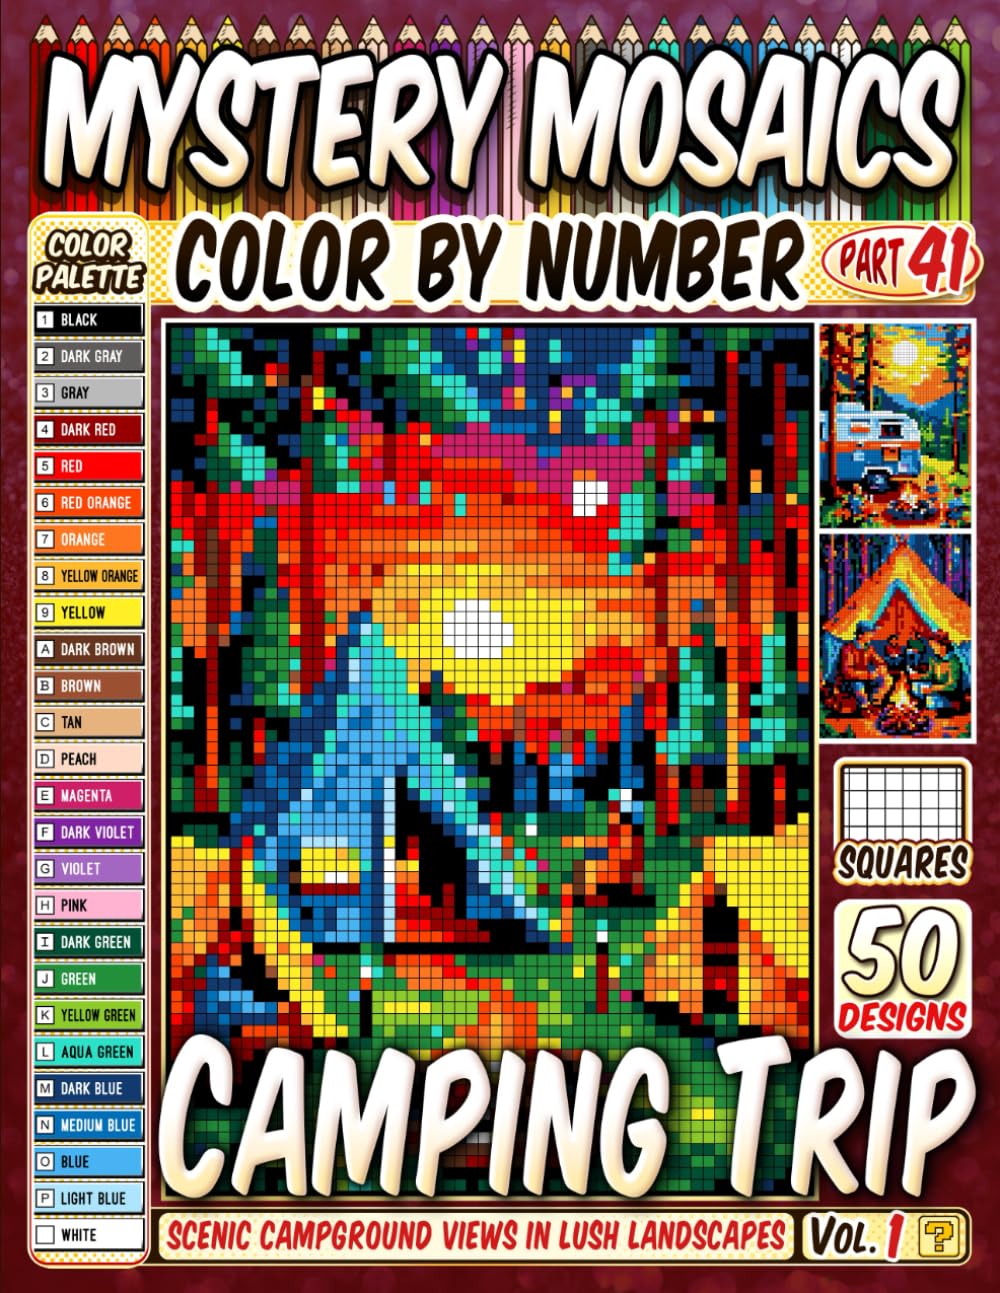 MYSTERY MOSAICS
COLOR BY NUMBER
PART 41
COLOR
PALETTE
1 BLACK
2 DARK GRAY
3 GRAY
4 DARK RED
5 RED
6 RED ORANGE
7 ORANGE
8 YELLOW ORANGE
9 YELLOW
A DARK BROWN
B BROWN
C TAN
D PEACH
E MAGENTA
F DARK VIOLET
G VIOLET
H PINK
I DARK GREEN
J GREEN
K YELLOW GREEN
L AQUA GREEN
M DARK BLUE
N MEDIUM BLUE
O BLUE
P LIGHT BLUE
WHITE
SQUARES
50
DESIGNS
CAMPING TRIP
SCENIC CAMPGROUND VIEWS IN LUSH LANDSCAPES
VOL. 1
?